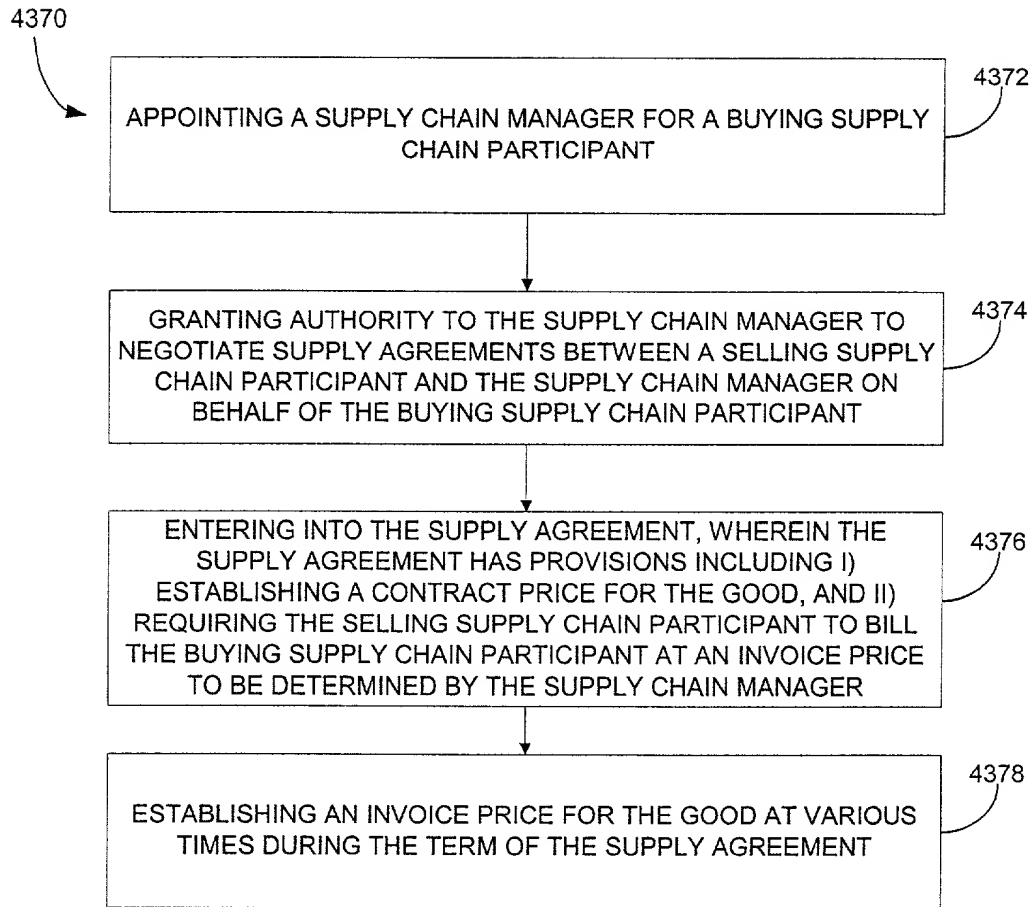 4370
4372
APPOINTING A SUPPLY CHAIN MANAGER FOR A BUYING SUPPLY
CHAIN PARTICIPANT
4374
GRANTING AUTHORITY TO THE SUPPLY CHAIN MANAGER TO
NEGOTIATE SUPPLY AGREEMENTS BETWEEN A SELLING SUPPLY
CHAIN PARTICIPANT AND THE SUPPLY CHAIN MANAGER ON
BEHALF OF THE BUYING SUPPLY CHAIN PARTICIPANT
4376
ENTERING INTO THE SUPPLY AGREEMENT, WHEREIN THE
SUPPLY AGREEMENT HAS PROVISIONS INCLUDING I)
ESTABLISHING A CONTRACT PRICE FOR THE GOOD, AND II)
REQUIRING THE SELLING SUPPLY CHAIN PARTICIPANT TO BILL
THE BUYING SUPPLY CHAIN PARTICIPANT AT AN INVOICE PRICE
TO BE DETERMINED BY THE SUPPLY CHAIN MANAGER
4378
ESTABLISHING AN INVOICE PRICE FOR THE GOOD AT VARIOUS
TIMES DURING THE TERM OF THE SUPPLY AGREEMENT